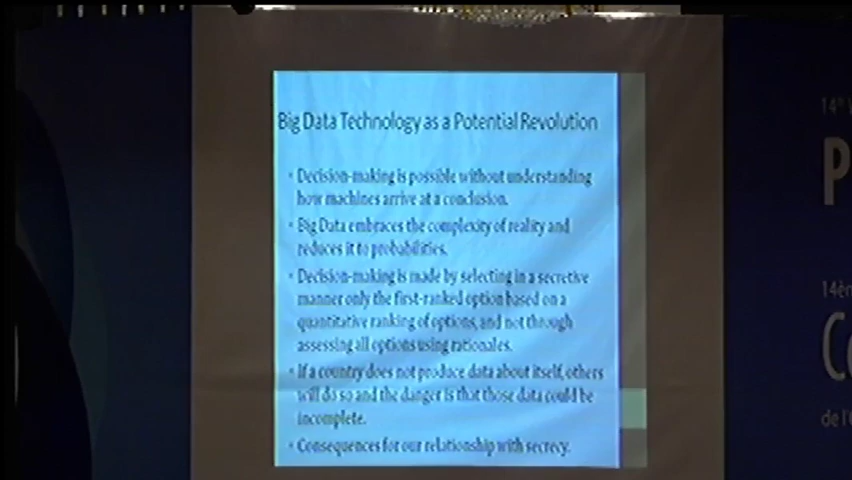 Big Data Technology as a Potential Revolution
• Decision-making is possible without understanding
how machines arrive at a conclusion.
• Big Data embraces the complexity of reality and
reduces it to probabilities.
• Decision-making is made by selecting in a secretive
manner only the first-ranked option based on a
quantitative ranking of options, and not through
assessing all options using rationales.
• If a country does not produce data about itself, others
will do so and the danger is that those data could be
incomplete.
• Consequences for our relationship with secrecy.
14th
P
14èm
Co
de l'